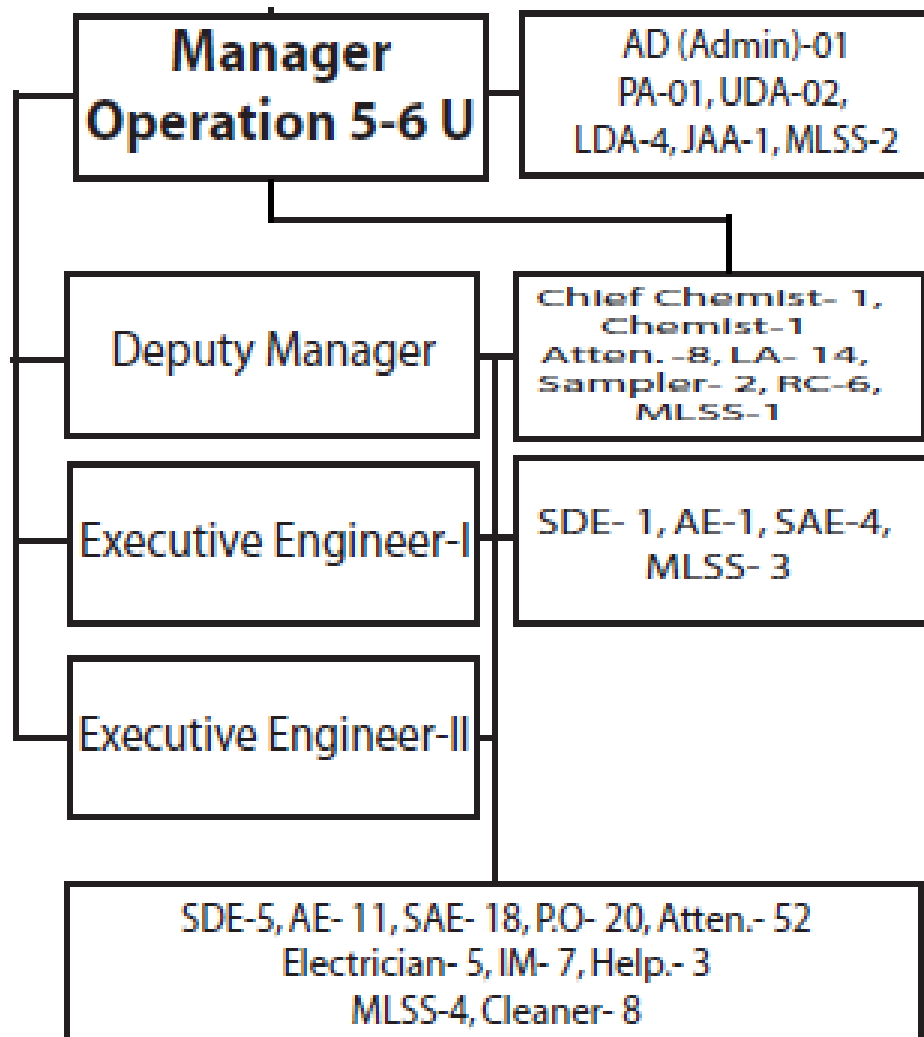 Manager
Operation 5-6 U
AD (Admin)-01
PA-01, UDA-02,
LDA-4, JAA-1, MLSS-2
Deputy Manager
Chief Chemist- 1,
Chemist-1
Atten. -8, LA- 14,
Sampler- 2, RC-6,
MLSS-1
Executive Engineer-I
SDE- 1, AE-1, SAE-4,
MLSS- 3
Executive Engineer-II
SDE-5, AE- 11, SAE- 18, P.O- 20, Atten.- 52
Electrician- 5, IM- 7, Help.- 3
MLSS-4, Cleaner- 8